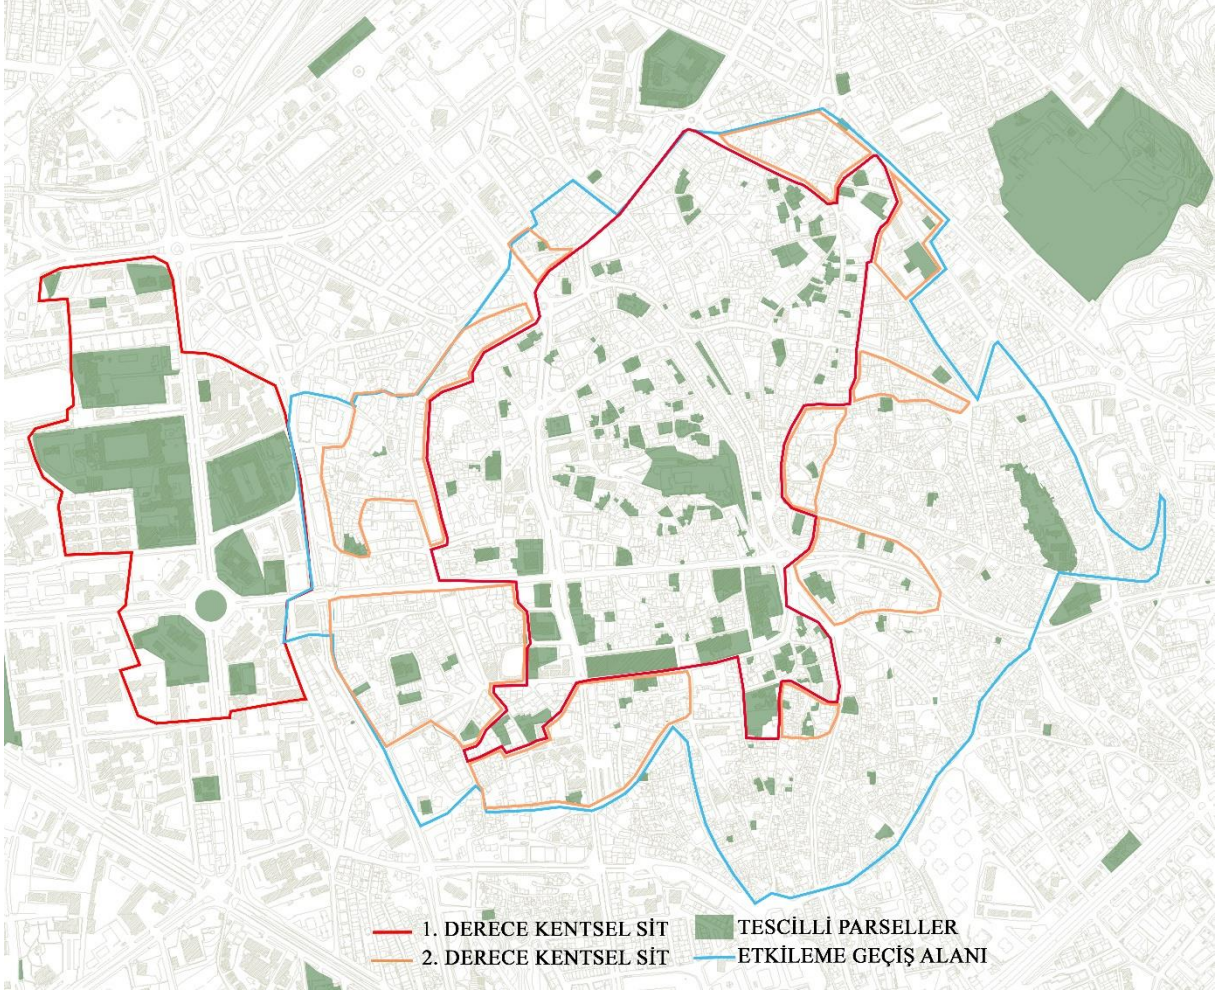 1. DERECE KENTSEL SİT
TESCİLLİ PARSELLER
2. DERECE KENTSEL SİT
ETKİLEME GEÇİŞ ALANI